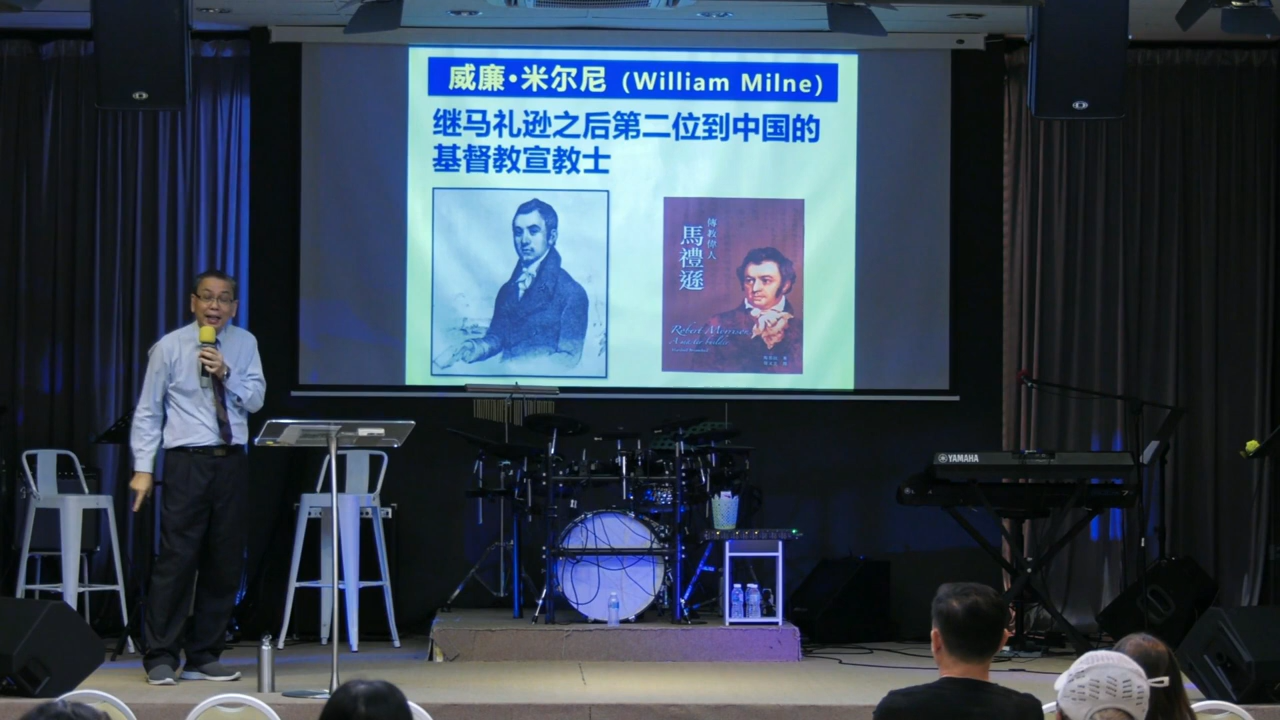 威廉·米尔尼（William Milne）
继马礼逊之后第二位到中国的
基督教宣教士
傳教偉人
馬禮遜
Robert Morrison
YAMAHA